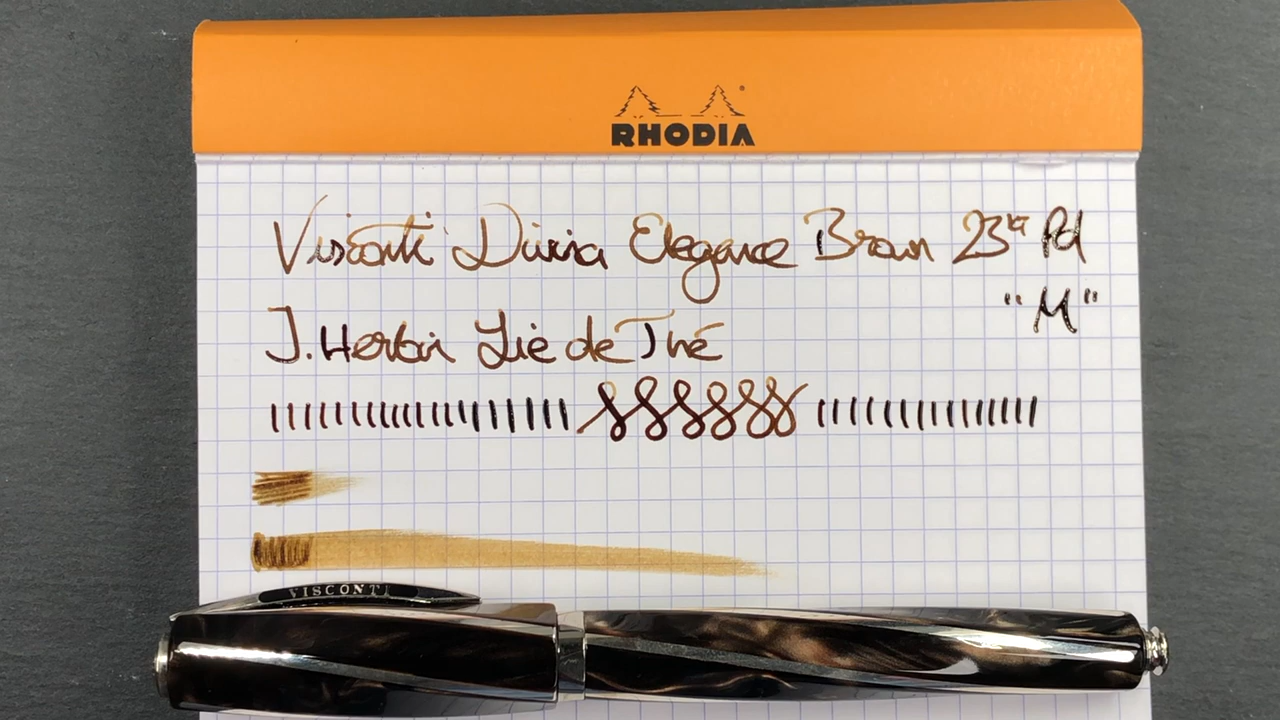 RHODIA
Visconti Divina Elegance Brown 23kt Pd
"M"
J. Herbin Lie de Thé
VISCONTI